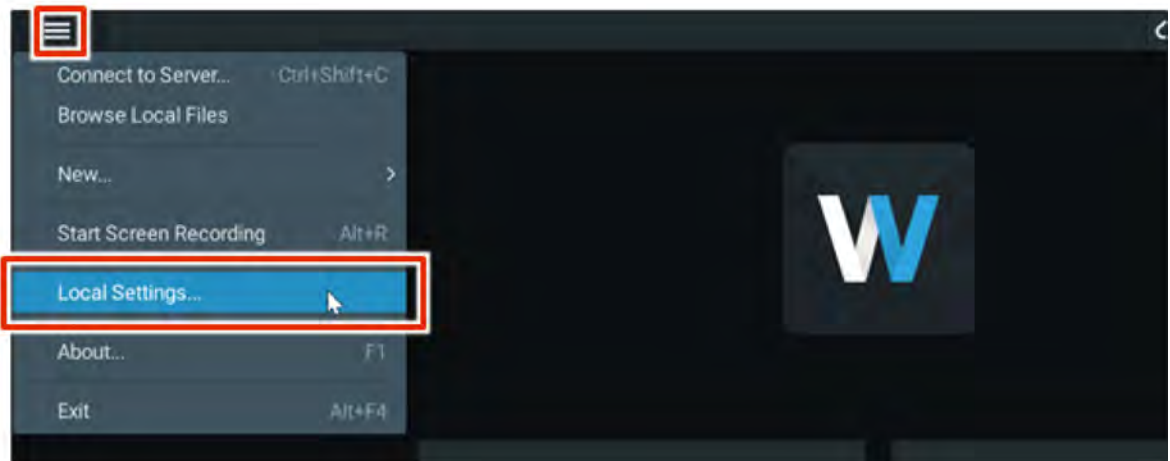 Connect to Server... Ctrl+Shift+C
Browse Local Files
New...
Start Screen Recording Alt+R
Local Settings...
About... F1
Exit Alt+F4